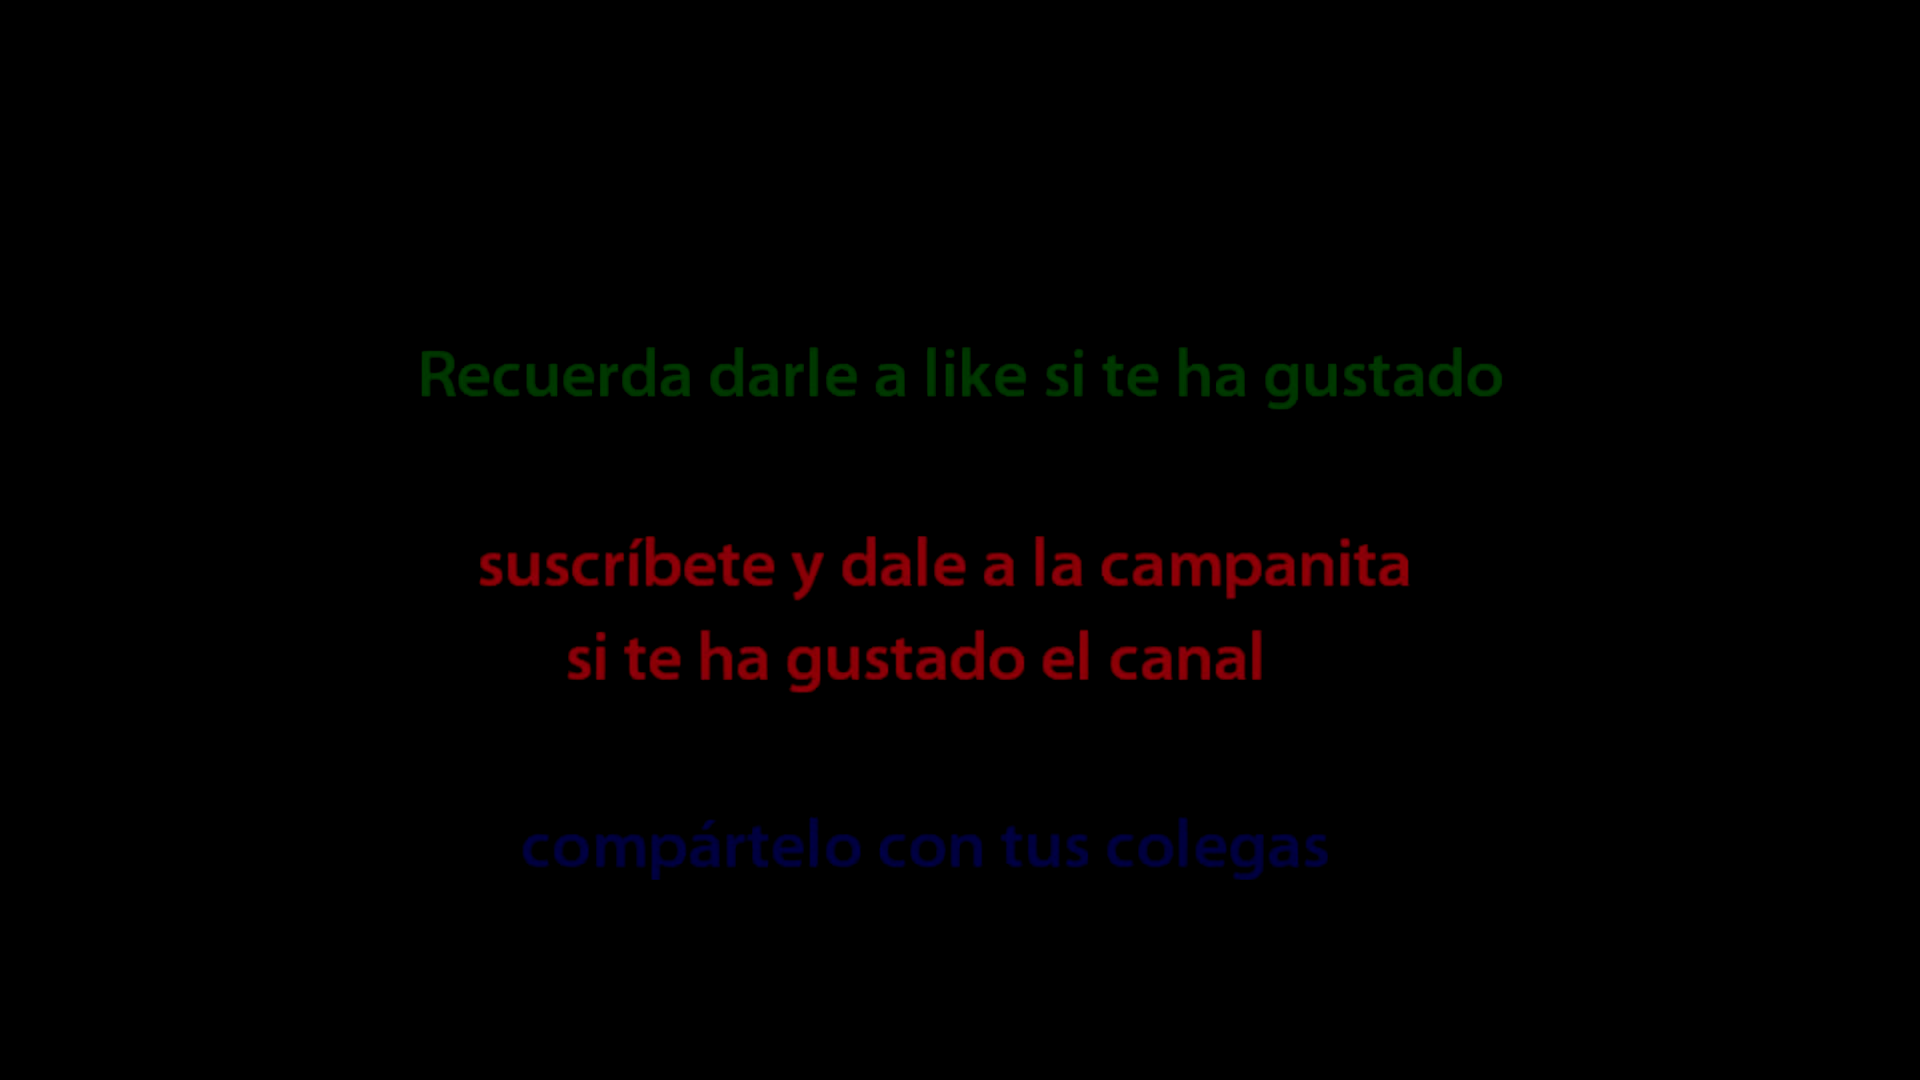 Recuerda darle a like si te ha gustado
suscríbete y dale a la campanita
si te ha gustado el canal
compártelo con tus colegas